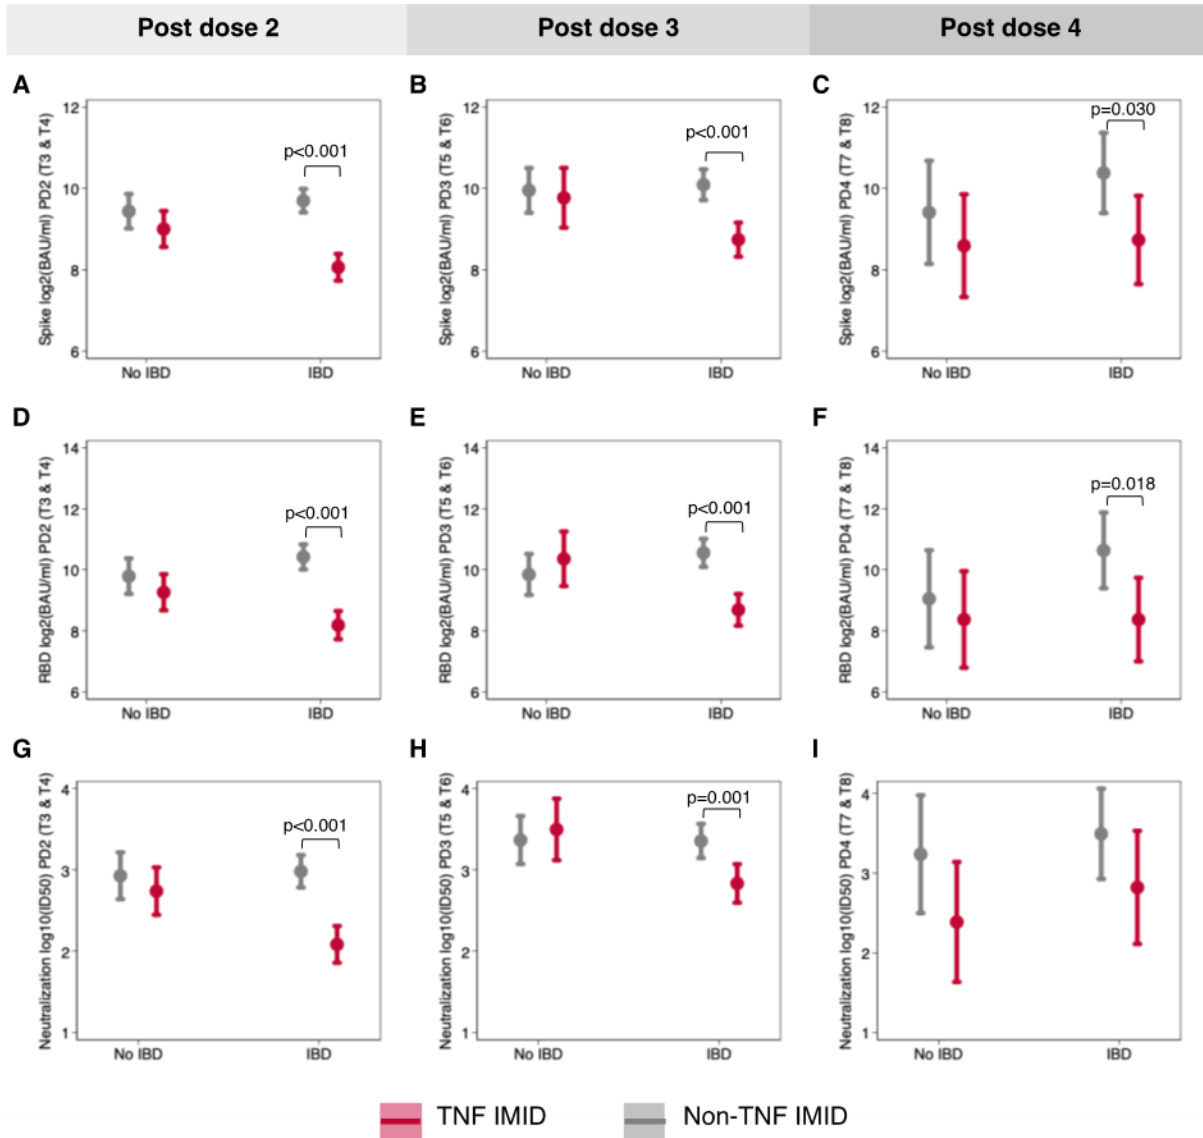 Post dose 2
Post dose 3
Post dose 4
A
Spike log2(BAU/ml) PD2 (T3 & T4)
12
10
8
6
p<0.001
No IBD
IBD
B
Spike log2(BAU/ml) PD3 (T5 & T6)
12
10
8
6
p<0.001
No IBD
IBD
C
Spike log2(BAU/ml) PD4 (T7 & T8)
12
10
8
6
p=0.030
No IBD
IBD
D
RBD log2(BAU/ml) PD2 (T3 & T4)
14
12
10
8
6
p<0.001
No IBD
IBD
E
RBD log2(BAU/ml) PD3 (T5 & T6)
14
12
10
8
6
p<0.001
No IBD
IBD
F
RBD log2(BAU/ml) PD4 (T7 & T8)
14
12
10
8
6
p=0.018
No IBD
IBD
G
Neutralization log10(ID50) PD2 (T3 & T4)
4
3
2
1
p<0.001
No IBD
IBD
H
Neutralization log10(ID50) PD3 (T5 & T6)
4
3
2
1
p=0.001
No IBD
IBD
I
Neutralization log10(ID50) PD4 (T7 & T8)
4
3
2
1
No IBD
IBD
TNF IMID
Non-TNF IMID